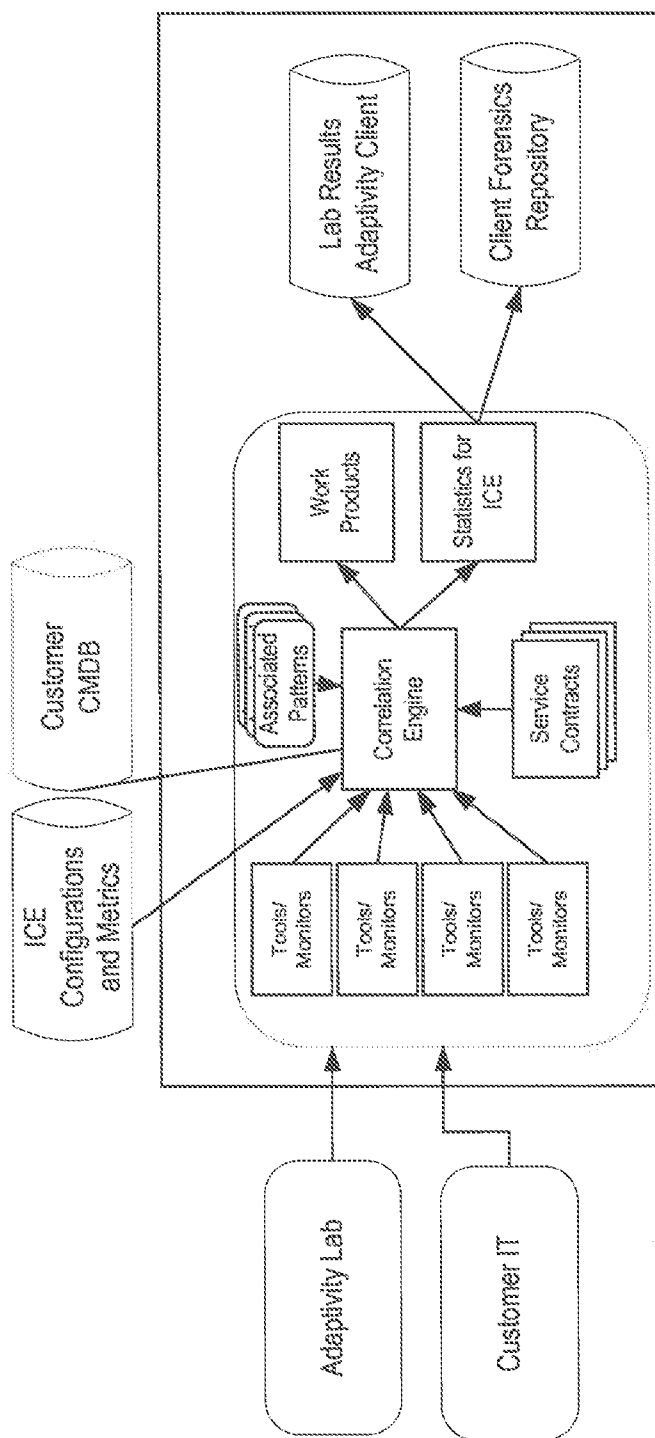 ICE
Configurations
and Metrics
Customer
CMDB
Adaptivity Lab
Customer IT
Tools/
Monitors
Tools/
Monitors
Tools/
Monitors
Tools/
Monitors
Associated
Patterns
Correlation
Engine
Service
Contracts
Work
Products
Statistics for
ICE
Lab Results
Adaptivity Client
Client Forensics
Repository